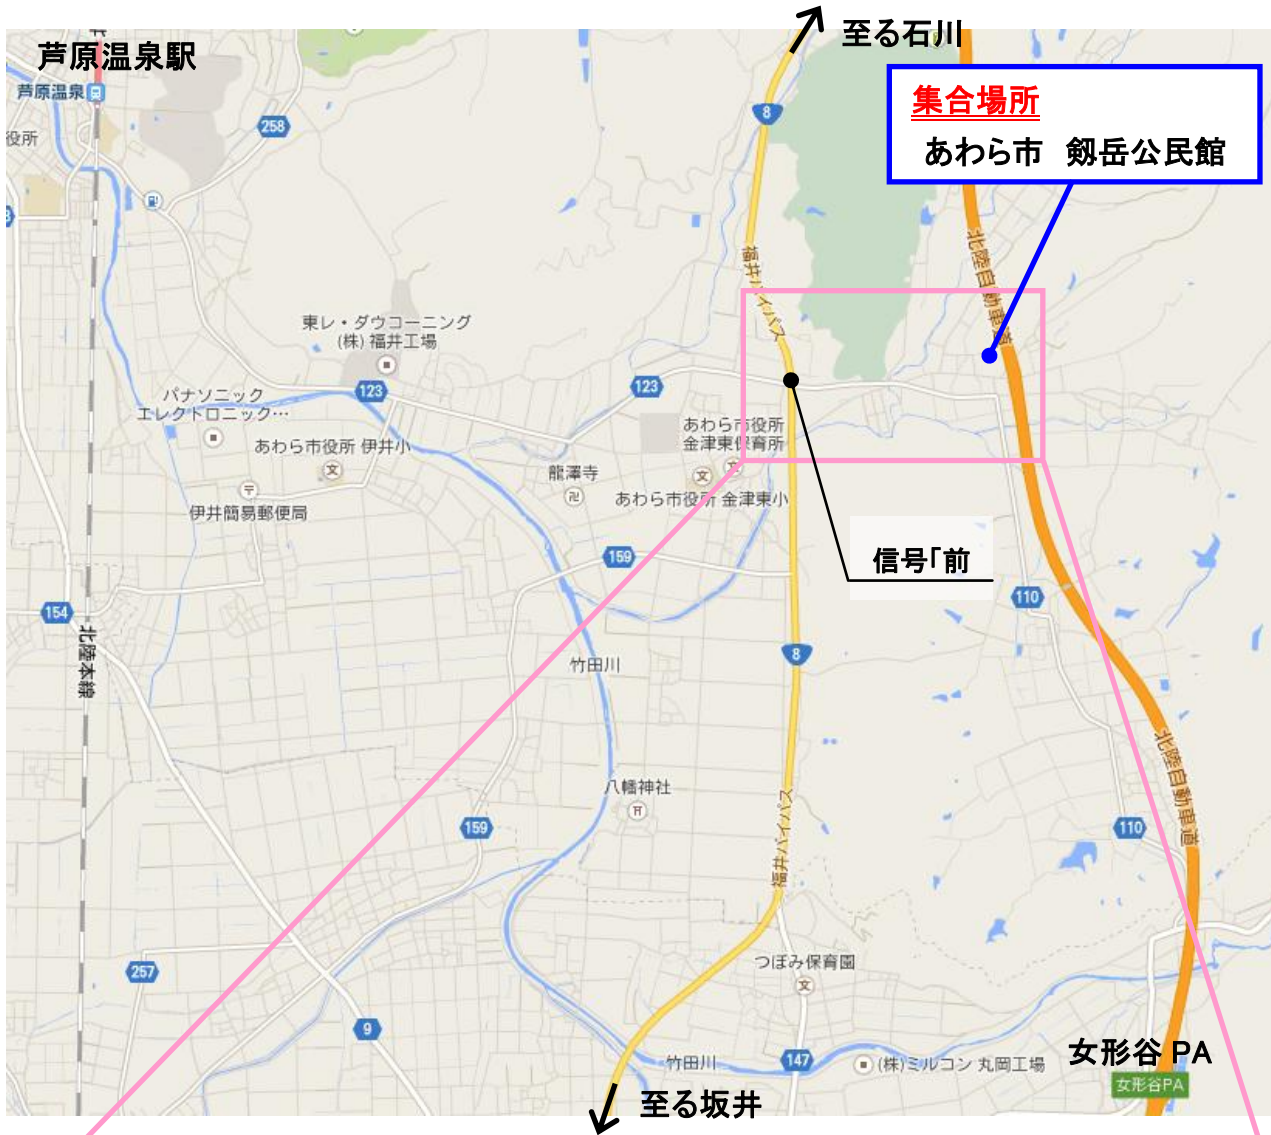 至る石川
芦原温泉駅
芦原温泉
役所
258
8
集合場所
あわら市 剱岳公民館
福井バイパス
北陸自動車道
東レ・ダウコーニング
(株) 福井工場
123
123
パナソニック
エレクトロニック…
あわら市役所 伊井小
あわら市役所
金津東保育所
龍澤寺
あわら市役所 金津東小
伊井簡易郵便局
信号「前
159
154
110
北陸本線
竹田川
8
北陸自動車道
八幡神社
福井バイパス
159
110
つぼみ保育園
257
9
竹田川
147
(株)ミルコン 丸岡工場
女形谷 PA
女形谷PA
至る坂井